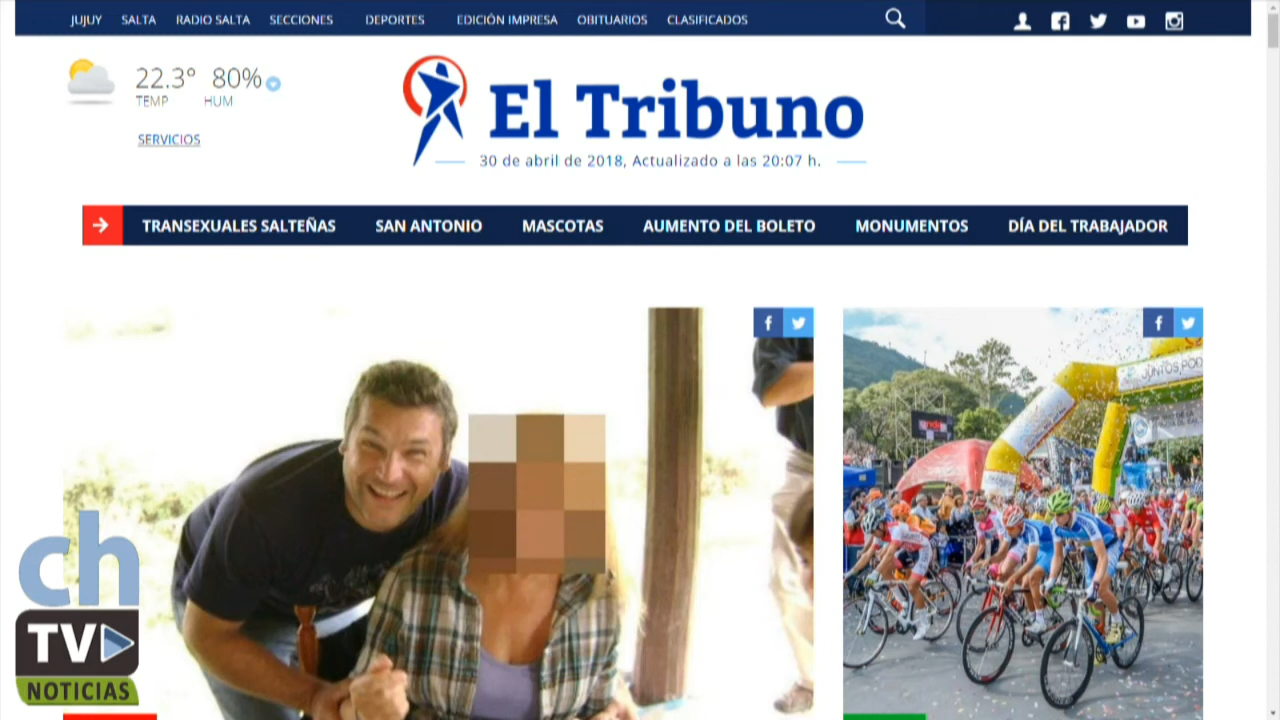 JUJUY SALTA RADIO SALTA SECCIONES DEPORTES EDICIÓN IMPRESA OBITUARIOS CLASIFICADOS
22.3° 80%
TEMP HUM
SERVICIOS
El Tribuno
30 de abril de 2018, Actualizado a las 20:07 h.
TRANSEXUALES SALTEÑAS SAN ANTONIO MASCOTAS AUMENTO DEL BOLETO MONUMENTOS DÍA DEL TRABAJADOR
JUNTOS POD
ch
TV
NOTICIAS